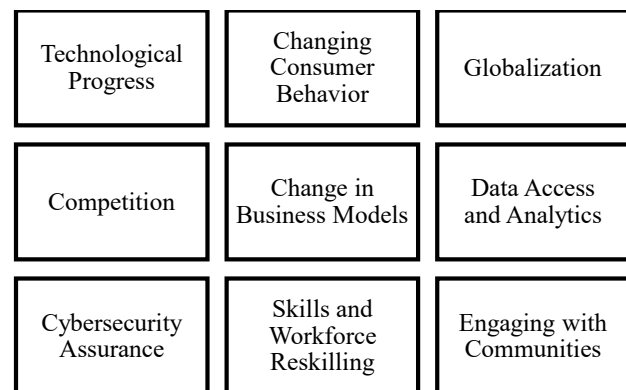 Technological
Progress
Changing
Consumer
Behavior
Globalization
Competition
Change in
Business Models
Data Access
and Analytics
Cybersecurity
Assurance
Skills and
Workforce
Reskilling
Engaging with
Communities